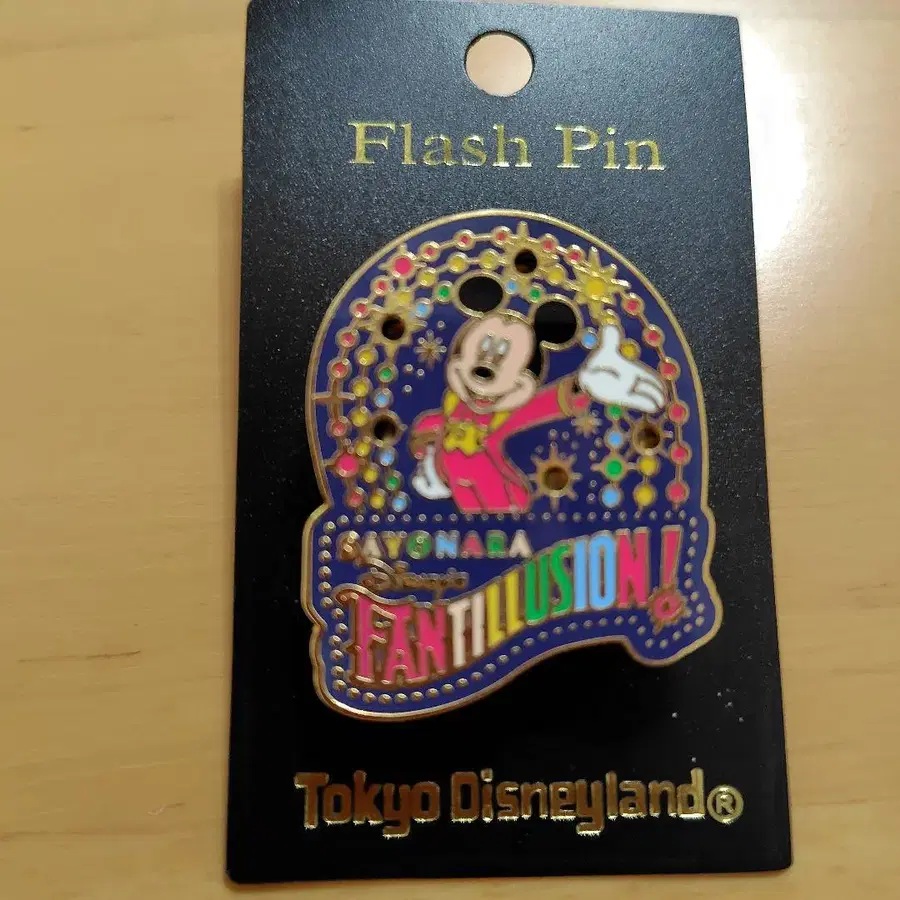 Flash Pin
SAYONARA
Disney's
FANTILLUSION!
Tokyo Disneyland®